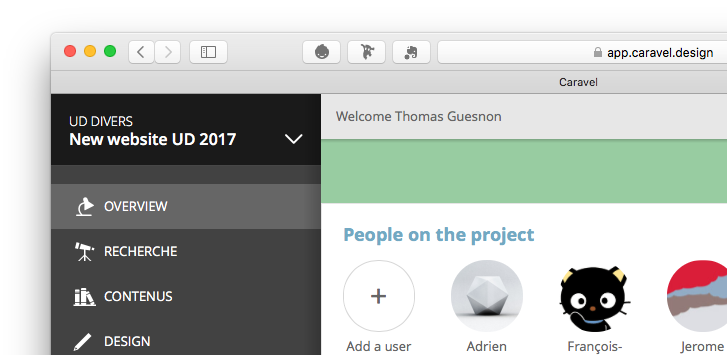 app.caravel.design
Caravel
UD DIVERS
New website UD 2017
Welcome Thomas Guesnon
OVERVIEW
RECHERCHE
CONTENUS
DESIGN
People on the project
Add a user
Adrien
François-
Jerome